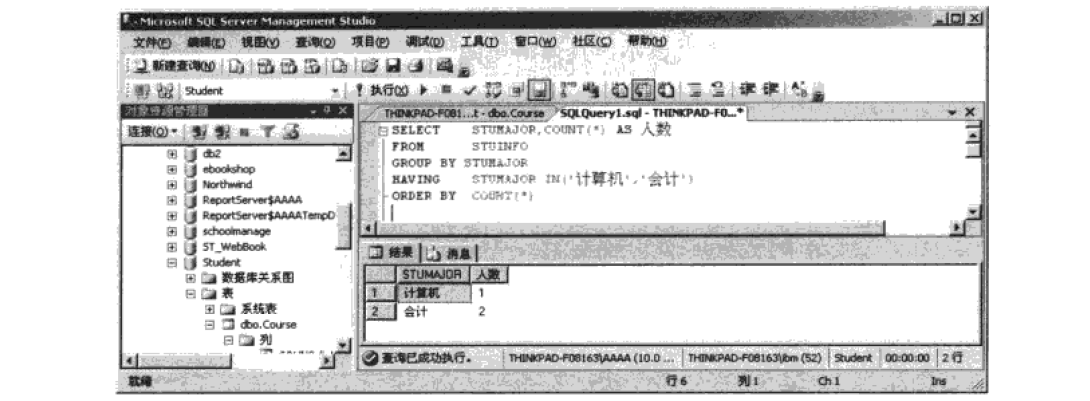 Microsoft SQL Server Management Studio
文件(F) 编辑(E) 视图(V) 查询(Q) 项目(P) 调试(D) 工具(T) 窗口(W) 社区(C) 帮助(H)
新建查询(N)
Student 执行(X)
对象资源管理器
连接(O)
db2
ebookshop
Northwind
ReportServer$AAAA
ReportServer$AAAATempD
schoolmanage
ST_WebBook
Student
数据库关系图
表
系统表
dbo.Course
列
THINKPAD-F081...t - dbo.Course SQLQuery1.sql - THINKPAD-F0...*
SELECT STUMAJOR,COUNT(*) AS 人数
FROM STUINFO
GROUP BY STUMAJOR
HAVING STUMAJOR IN('计算机','会计')
ORDER BY COUNT(*)
结果 消息
STUMAJOR 人数
1 计算机 1
2 会计 2
查询已成功执行。 THINKPAD-F08163\AAAA (10.0 ... THINKPAD-F08163\ibm (52) Student 00:00:00 2 行
就绪 行 6 列 1 Ch 1 Ins